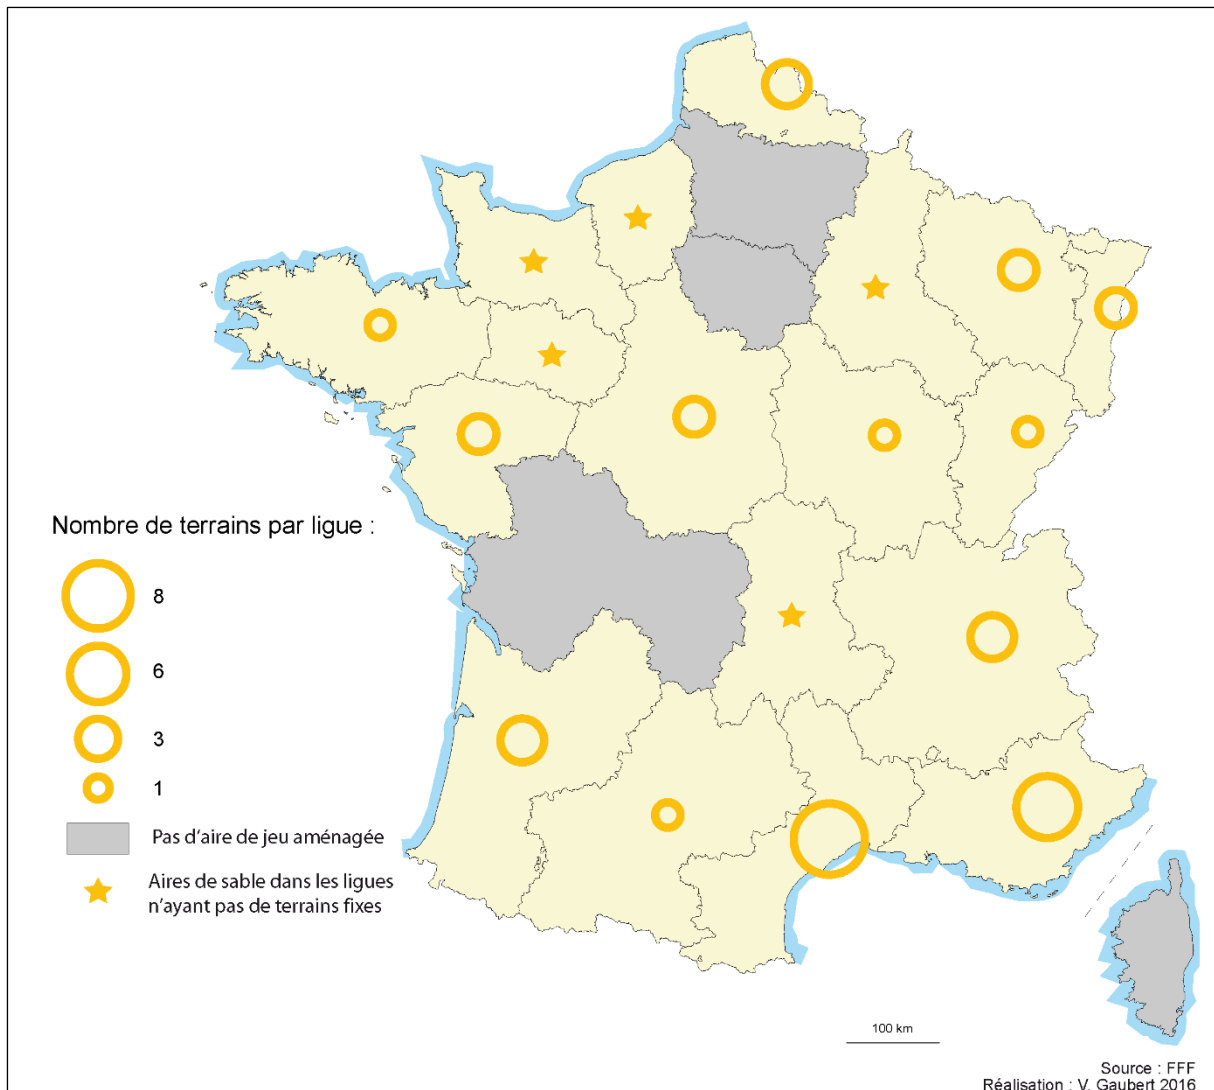 Nombre de terrains par ligue :
8
6
3
1
Pas d'aire de jeu aménagée
Aires de sable dans les ligues
n'ayant pas de terrains fixes
100 km
Source : FFF
Réalisation : V. Gaubert 2016